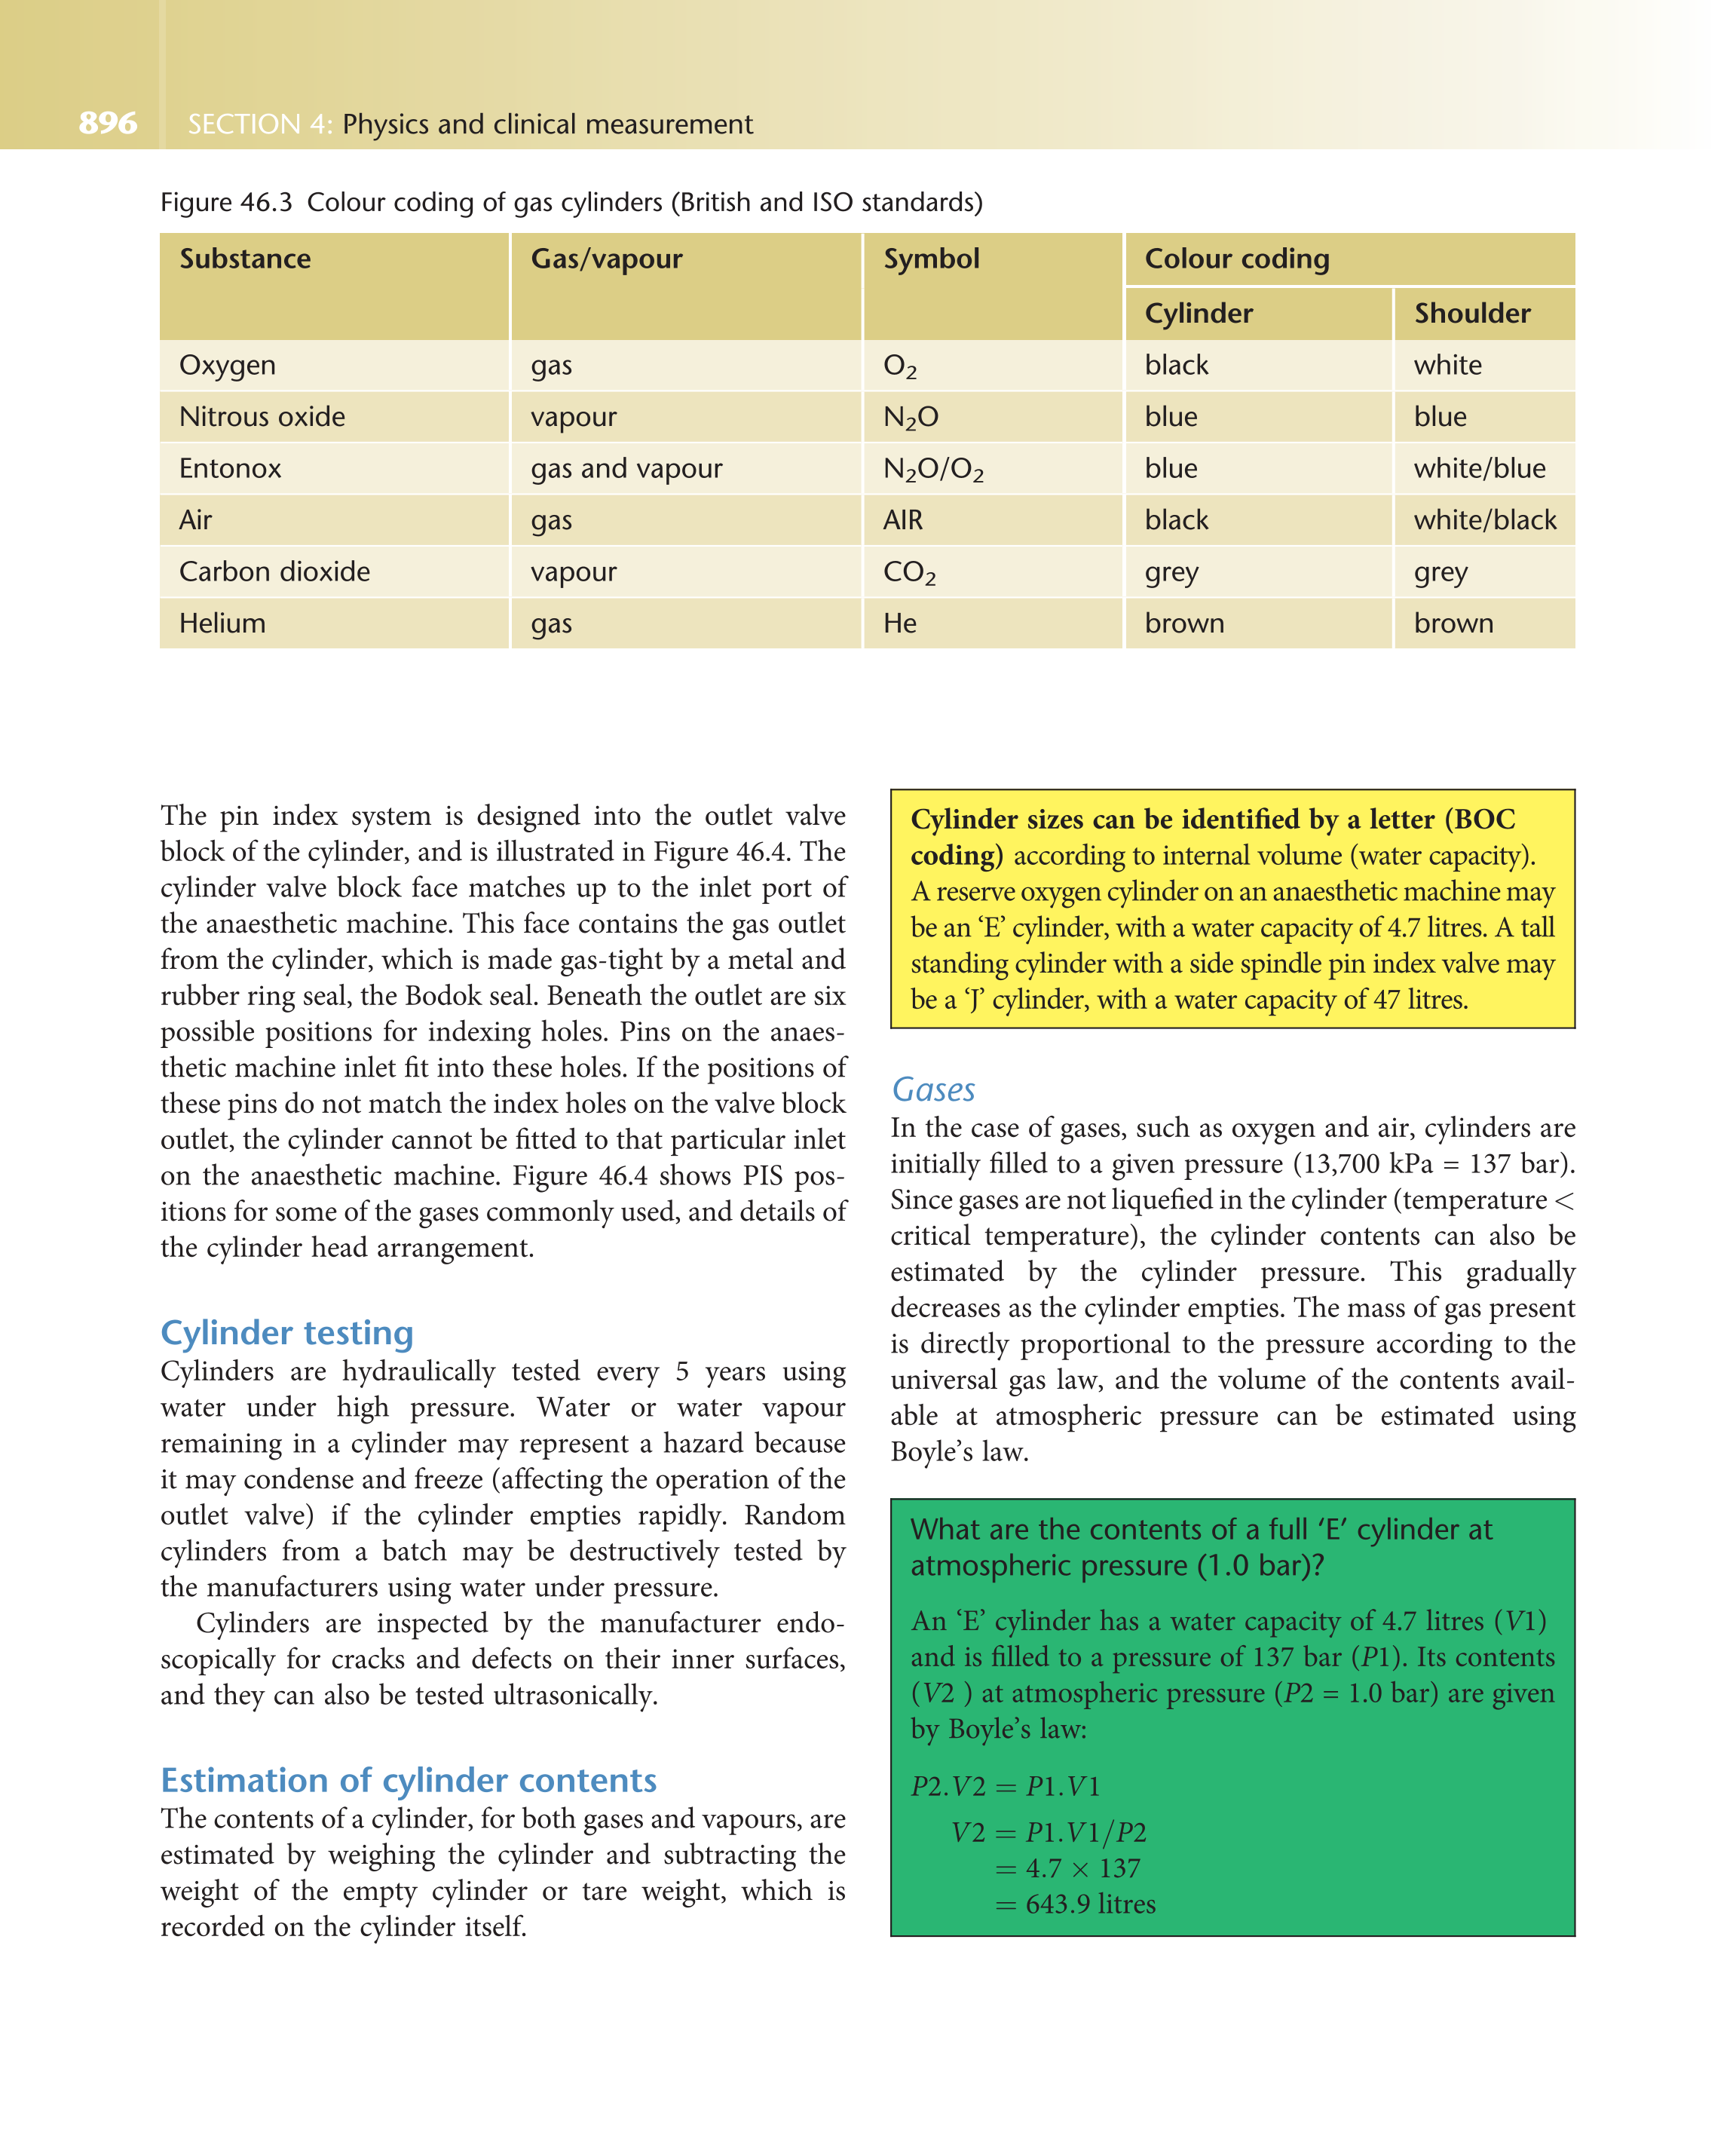 896 SECTION 4: Physics and clinical measurement
Figure 46.3 Colour coding of gas cylinders (British and ISO standards)
Substance Gas/vapour Symbol Colour coding
Cylinder Shoulder
Oxygen gas O₂ black white
Nitrous oxide vapour N₂O blue blue
Entonox gas and vapour N₂O/O₂ blue white/blue
Air gas AIR black white/black
Carbon dioxide vapour CO₂ grey grey
Helium gas He brown brown
The pin index system is designed into the outlet valve
block of the cylinder, and is illustrated in Figure 46.4. The
cylinder valve block face matches up to the inlet port of
the anaesthetic machine. This face contains the gas outlet
from the cylinder, which is made gas-tight by a metal and
rubber ring seal, the Bodok seal. Beneath the outlet are six
possible positions for indexing holes. Pins on the anaes-
thetic machine inlet fit into these holes. If the positions of
these pins do not match the index holes on the valve block
outlet, the cylinder cannot be fitted to that particular inlet
on the anaesthetic machine. Figure 46.4 shows PIS pos-
itions for some of the gases commonly used, and details of
the cylinder head arrangement.
Cylinder testing
Cylinders are hydraulically tested every 5 years using
water under high pressure. Water or water vapour
remaining in a cylinder may represent a hazard because
it may condense and freeze (affecting the operation of the
outlet valve) if the cylinder empties rapidly. Random
cylinders from a batch may be destructively tested by
the manufacturers using water under pressure.
Cylinders are inspected by the manufacturer endo-
scopically for cracks and defects on their inner surfaces,
and they can also be tested ultrasonically.
Estimation of cylinder contents
The contents of a cylinder, for both gases and vapours, are
estimated by weighing the cylinder and subtracting the
weight of the empty cylinder or tare weight, which is
recorded on the cylinder itself.
Cylinder sizes can be identified by a letter (BOC
coding) according to internal volume (water capacity).
A reserve oxygen cylinder on an anaesthetic machine may
be an ‘E’ cylinder, with a water capacity of 4.7 litres. A tall
standing cylinder with a side spindle pin index valve may
be a ‘J’ cylinder, with a water capacity of 47 litres.
Gases
In the case of gases, such as oxygen and air, cylinders are
initially filled to a given pressure (13,700 kPa = 137 bar).
Since gases are not liquefied in the cylinder (temperature <
critical temperature), the cylinder contents can also be
estimated by the cylinder pressure. This gradually
decreases as the cylinder empties. The mass of gas present
is directly proportional to the pressure according to the
universal gas law, and the volume of the contents avail-
able at atmospheric pressure can be estimated using
Boyle’s law.
What are the contents of a full ‘E’ cylinder at
atmospheric pressure (1.0 bar)?
An ‘E’ cylinder has a water capacity of 4.7 litres (V1)
and is filled to a pressure of 137 bar (P1). Its contents
(V2 ) at atmospheric pressure (P2 = 1.0 bar) are given
by Boyle’s law:
P2.V2 = P1.V1
V2 = P1.V1/P2
= 4.7 × 137
= 643.9 litres